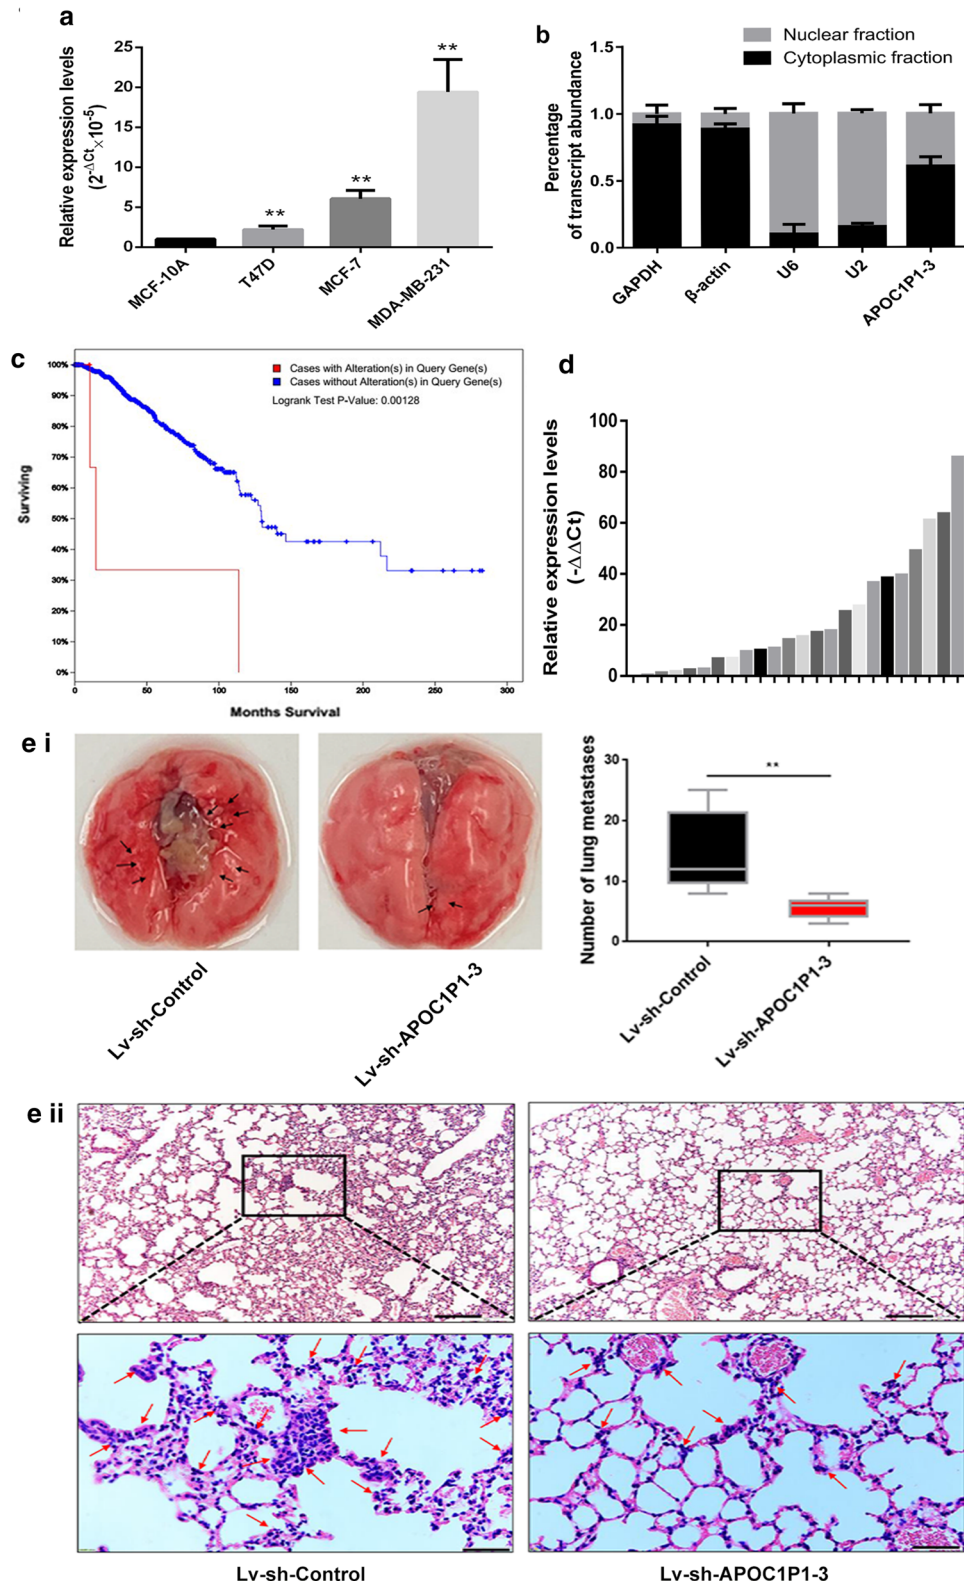 a
Relative expression levels
(2-ΔCt×10-5)
25
20
15
10
5
0
**
**
**
MCF-10A
T47D
MCF-7
MDA-MB-231
b
Nuclear fraction
Cytoplasmic fraction
Percentage
of transcript abundance
1.5
1.0
0.5
0.0
GAPDH
β-actin
U6
U2
APOC1P1-3
c
Surviving
100%
90%
80%
70%
60%
50%
40%
30%
20%
10%
0%
Cases with Alteration(s) in Query Gene(s)
Cases without Alteration(s) in Query Gene(s)
Logrank Test P-Value: 0.00128
0
50
100
150
200
250
300
Months Survival
d
Relative expression levels
(-ΔΔCt)
100
80
60
40
20
0
e i
Lv-sh-Control
Lv-sh-APOC1P1-3
Number of lung metastases
30
20
10
0
**
Lv-sh-Control
Lv-sh-APOC1P1-3
e ii
Lv-sh-Control
Lv-sh-APOC1P1-3